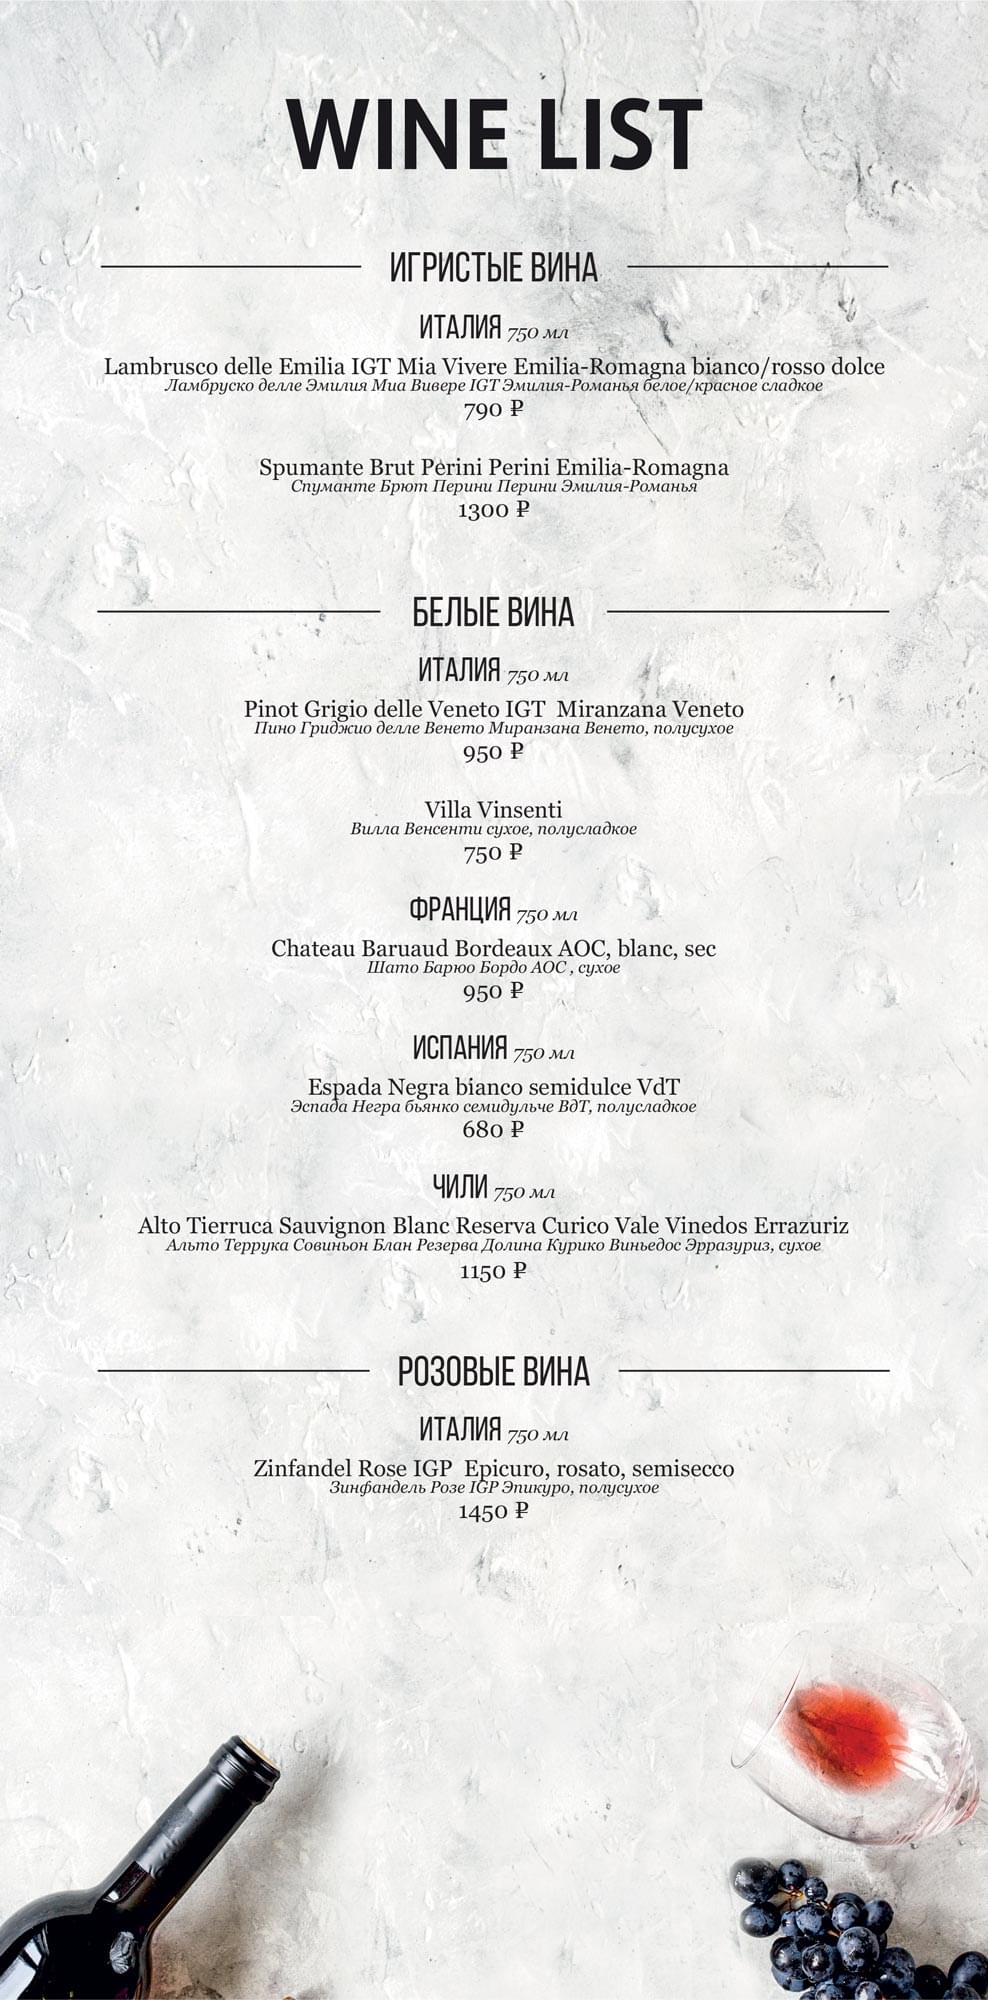 WINE LIST
ИГРИСТЫЕ ВИНА
ИТАЛИЯ 750 мл
Lambrusco delle Emilia IGT Mia Vivere Emilia-Romagna bianco/rosso dolce
Ламбруско делле Эмилия Миа Вивере IGT Эмилия-Романья белое/красное сладкое
790 ₽
Spumante Brut Perini Perini Emilia-Romagna
Спуманте Брют Перини Перини Эмилия-Романья
1300 ₽
БЕЛЫЕ ВИНА
ИТАЛИЯ 750 мл
Pinot Grigio delle Veneto IGT Miranzana Veneto
Пино Гриджио делле Венето Миранзана Венето, полусухое
950 ₽
Villa Vinsenti
Вилла Венсенти сухое, полусладкое
750 ₽
ФРАНЦИЯ 750 мл
Chateau Baruaud Bordeaux AOC, blanc, sec
Шато Барюо Бордо АОС , сухое
950 ₽
ИСПАНИЯ 750 мл
Espada Negra bianco semidulce VdT
Эспада Негра бьянко семидульче ВдТ, полусладкое
680 ₽
ЧИЛИ 750 мл
Alto Tierruca Sauvignon Blanc Reserva Curico Vale Vinedos Errazuriz
Альто Террука Совиньон Блан Резерва Долина Курико Виньедос Эрразуриз, сухое
1150 ₽
РОЗОВЫЕ ВИНА
ИТАЛИЯ 750 мл
Zinfandel Rose IGP Epicuro, rosato, semisecco
Зинфандель Розе IGP Эпикуро, полусухое
1450 ₽